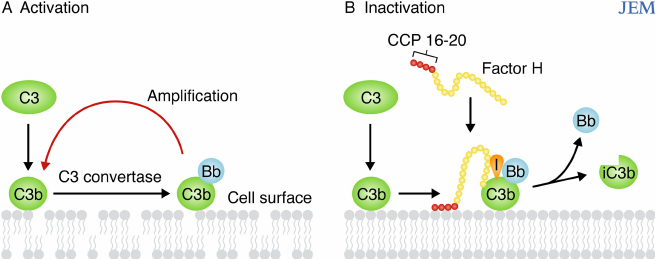 A Activation
C3
Amplification
C3b
C3 convertase
Bb
C3b
Cell surface
B Inactivation
JEM
CCP 16-20
Factor H
C3
Bb
I
Bb
iC3b
C3b
C3b